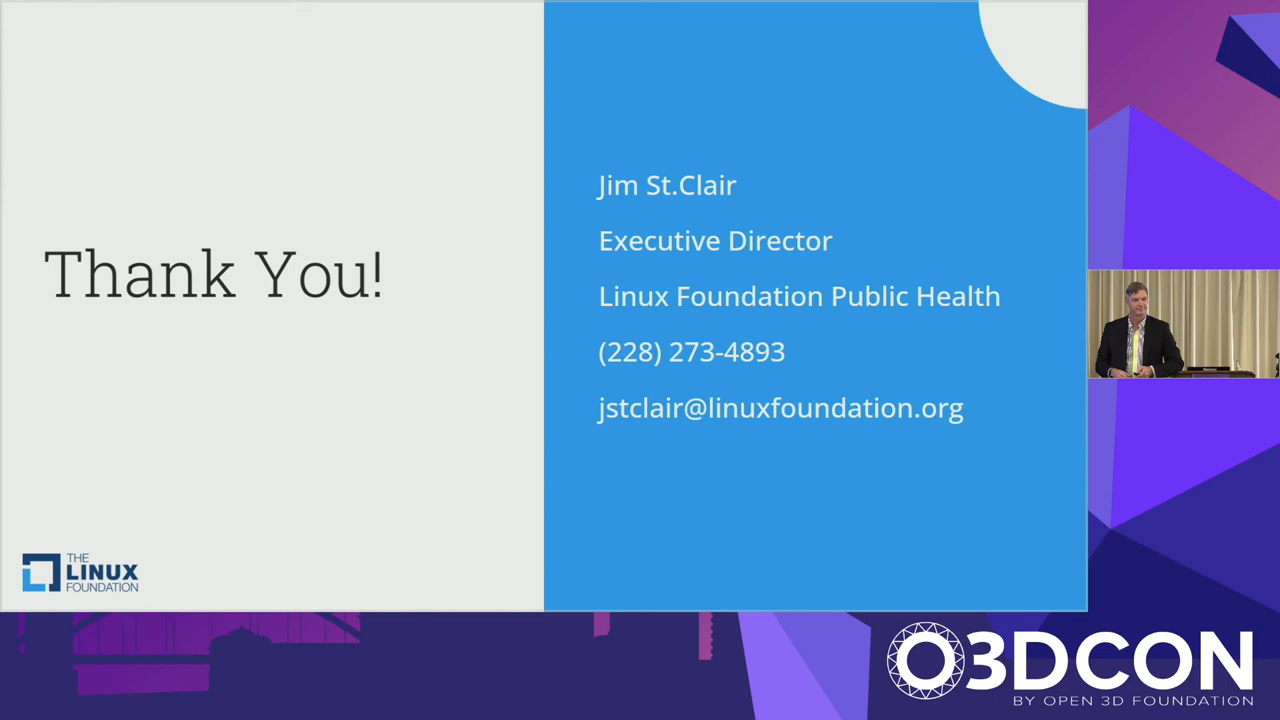 Thank You!
Jim St.Clair
Executive Director
Linux Foundation Public Health
(228) 273-4893
jstclair@linuxfoundation.org
THE
LINUX
FOUNDATION
O3DCON
BY OPEN 3D FOUNDATION